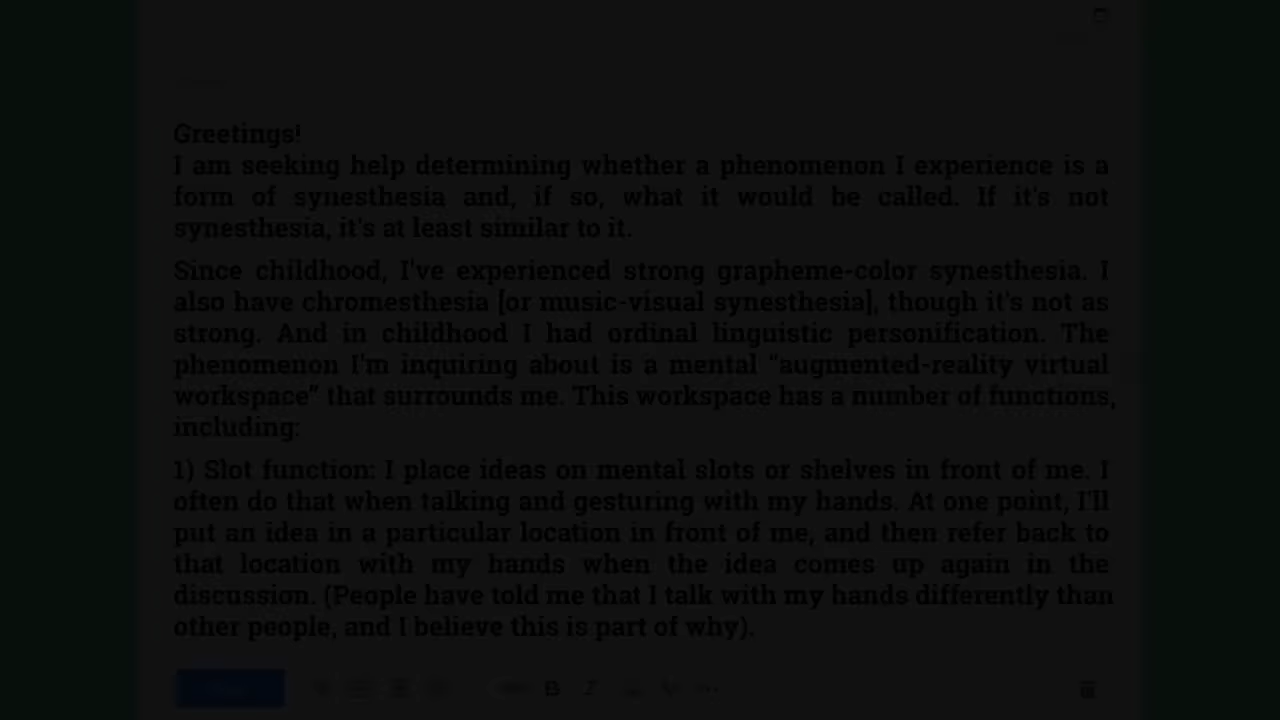 Greetings!
I am seeking help determining whether a phenomenon I experience is a
form of synesthesia and, if so, what it would be called. If it's not
synesthesia, it's at least similar to it.
Since childhood, I've experienced strong grapheme-color synesthesia. I
also have chromesthesia [or music-visual synesthesia], though it's not as
strong. And in childhood I had ordinal linguistic personification. The
phenomenon I'm inquiring about is a mental “augmented-reality virtual
workspace” that surrounds me. This workspace has a number of functions,
including:
1) Slot function: I place ideas on mental slots or shelves in front of me. I
often do that when talking and gesturing with my hands. At one point, I'll
put an idea in a particular location in front of me, and then refer back to
that location with my hands when the idea comes up again in the
discussion. (People have told me that I talk with my hands differently than
other people, and I believe this is part of why).
B I